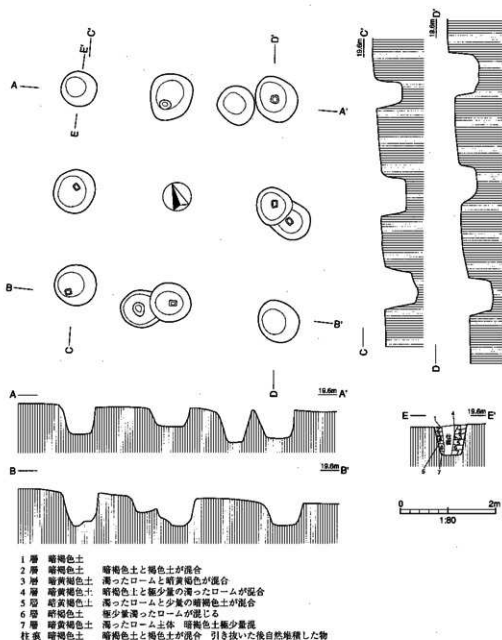 C'
E'
D'
A
A'
E
B
B'
C
D
19.6m C'
19.6m D'
C
D
A
19.6m A'
B
19.6m B'
E
19.6m E'
0 2m
1:80
1 層 暗褐色土
2 層 暗褐色土 暗褐色土と褐色土が混合
3 層 暗黄褐色土 濁ったロームと暗黄褐色が混合
4 層 暗黄褐色土 暗褐色土と極少量の濁ったロームが混合
5 層 暗黄褐色土 濁ったロームと少量の暗褐色土が混合
6 層 暗褐色土 極少量濁ったロームが混じる
7 層 暗黄褐色土 濁ったローム主体 暗褐色土極少量混
柱痕 暗褐色土 暗褐色土と褐色土が混合 引き抜いた後自然堆積した物